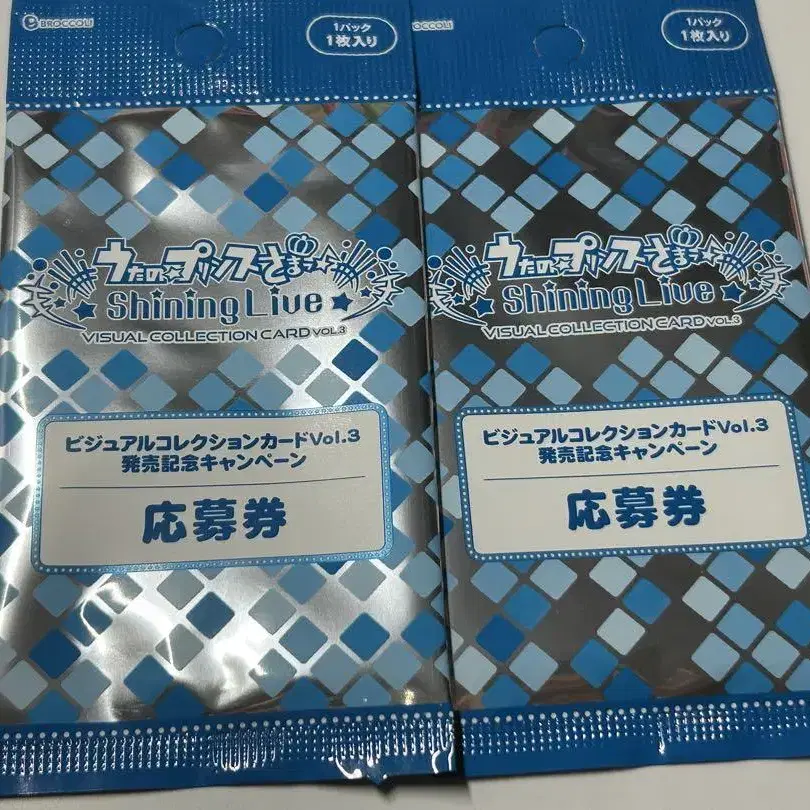 BROCCOLI
1パック
1枚入り
うたの☆プリンスさまっ♪
Shining Live
VISUAL COLLECTION CARD VOL.3
ビジュアルコレクションカードVol.3
発売記念キャンペーン
応募券
BROCCOLI
1パック
1枚入り
うたの☆プリンスさまっ♪
Shining Live
VISUAL COLLECTION CARD VOL.3
ビジュアルコレクションカードVol.3
発売記念キャンペーン
応募券